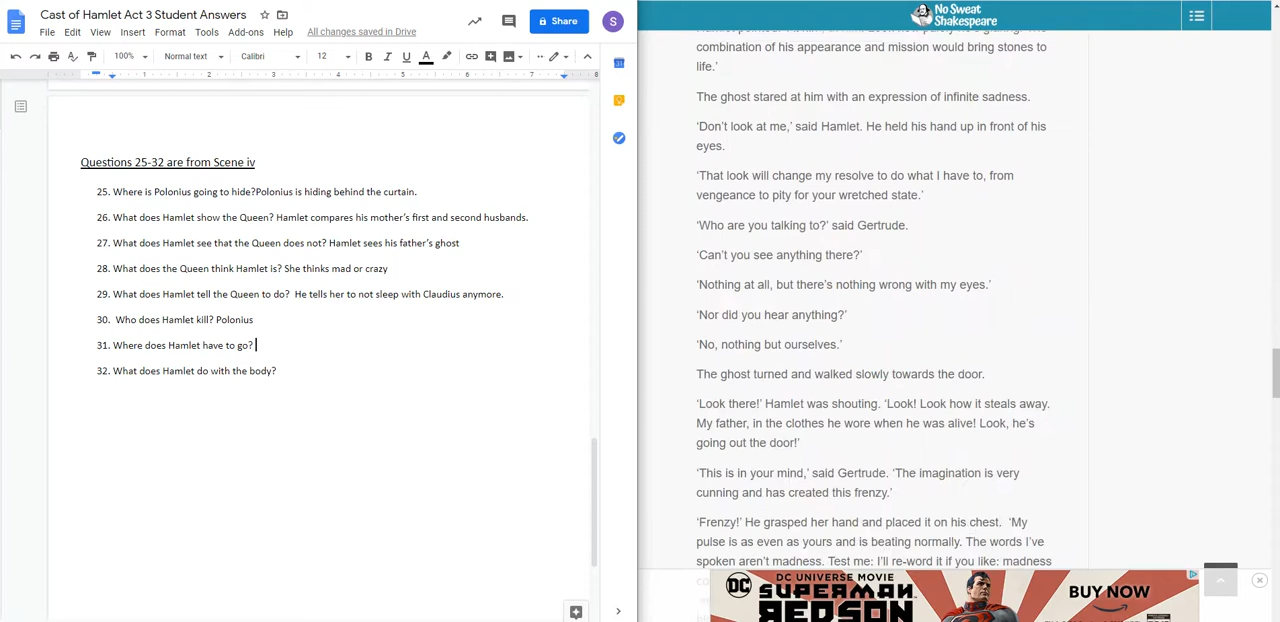 Cast of Hamlet Act 3 Student Answers
File Edit View Insert Format Tools Add-ons Help All changes saved in Drive
Share
S
100% Normal text Calibri 12 B I U A
1 2 3 4 5 6 7 8
Questions 25-32 are from Scene iv
25. Where is Polonius going to hide?Polonius is hiding behind the curtain.
26. What does Hamlet show the Queen? Hamlet compares his mother’s first and second husbands.
27. What does Hamlet see that the Queen does not? Hamlet sees his father’s ghost
28. What does the Queen think Hamlet is? She thinks mad or crazy
29. What does Hamlet tell the Queen to do? He tells her to not sleep with Claudius anymore.
30. Who does Hamlet kill? Polonius
31. Where does Hamlet have to go?
32. What does Hamlet do with the body?
No Sweat
Shakespeare
combination of his appearance and mission would bring stones to
life.’
The ghost stared at him with an expression of infinite sadness.
‘Don’t look at me,’ said Hamlet. He held his hand up in front of his
eyes.
‘That look will change my resolve to do what I have to, from
vengeance to pity for your wretched state.’
‘Who are you talking to?’ said Gertrude.
‘Can’t you see anything there?’
‘Nothing at all, but there’s nothing wrong with my eyes.’
‘Nor did you hear anything?’
‘No, nothing but ourselves.’
The ghost turned and walked slowly towards the door.
‘Look there!’ Hamlet was shouting. ‘Look! Look how it steals away.
My father, in the clothes he wore when he was alive! Look, he’s
going out the door!’
‘This is in your mind,’ said Gertrude. ‘The imagination is very
cunning and has created this frenzy.’
‘Frenzy!’ He grasped her hand and placed it on his chest. ‘My
pulse is as even as yours and is beating normally. The words I’ve
spoken aren’t madness. Test me: I’ll re-word it if you like: madness
DC
DC UNIVERSE MOVIE
SUPERMAN
RED SON
BUY NOW